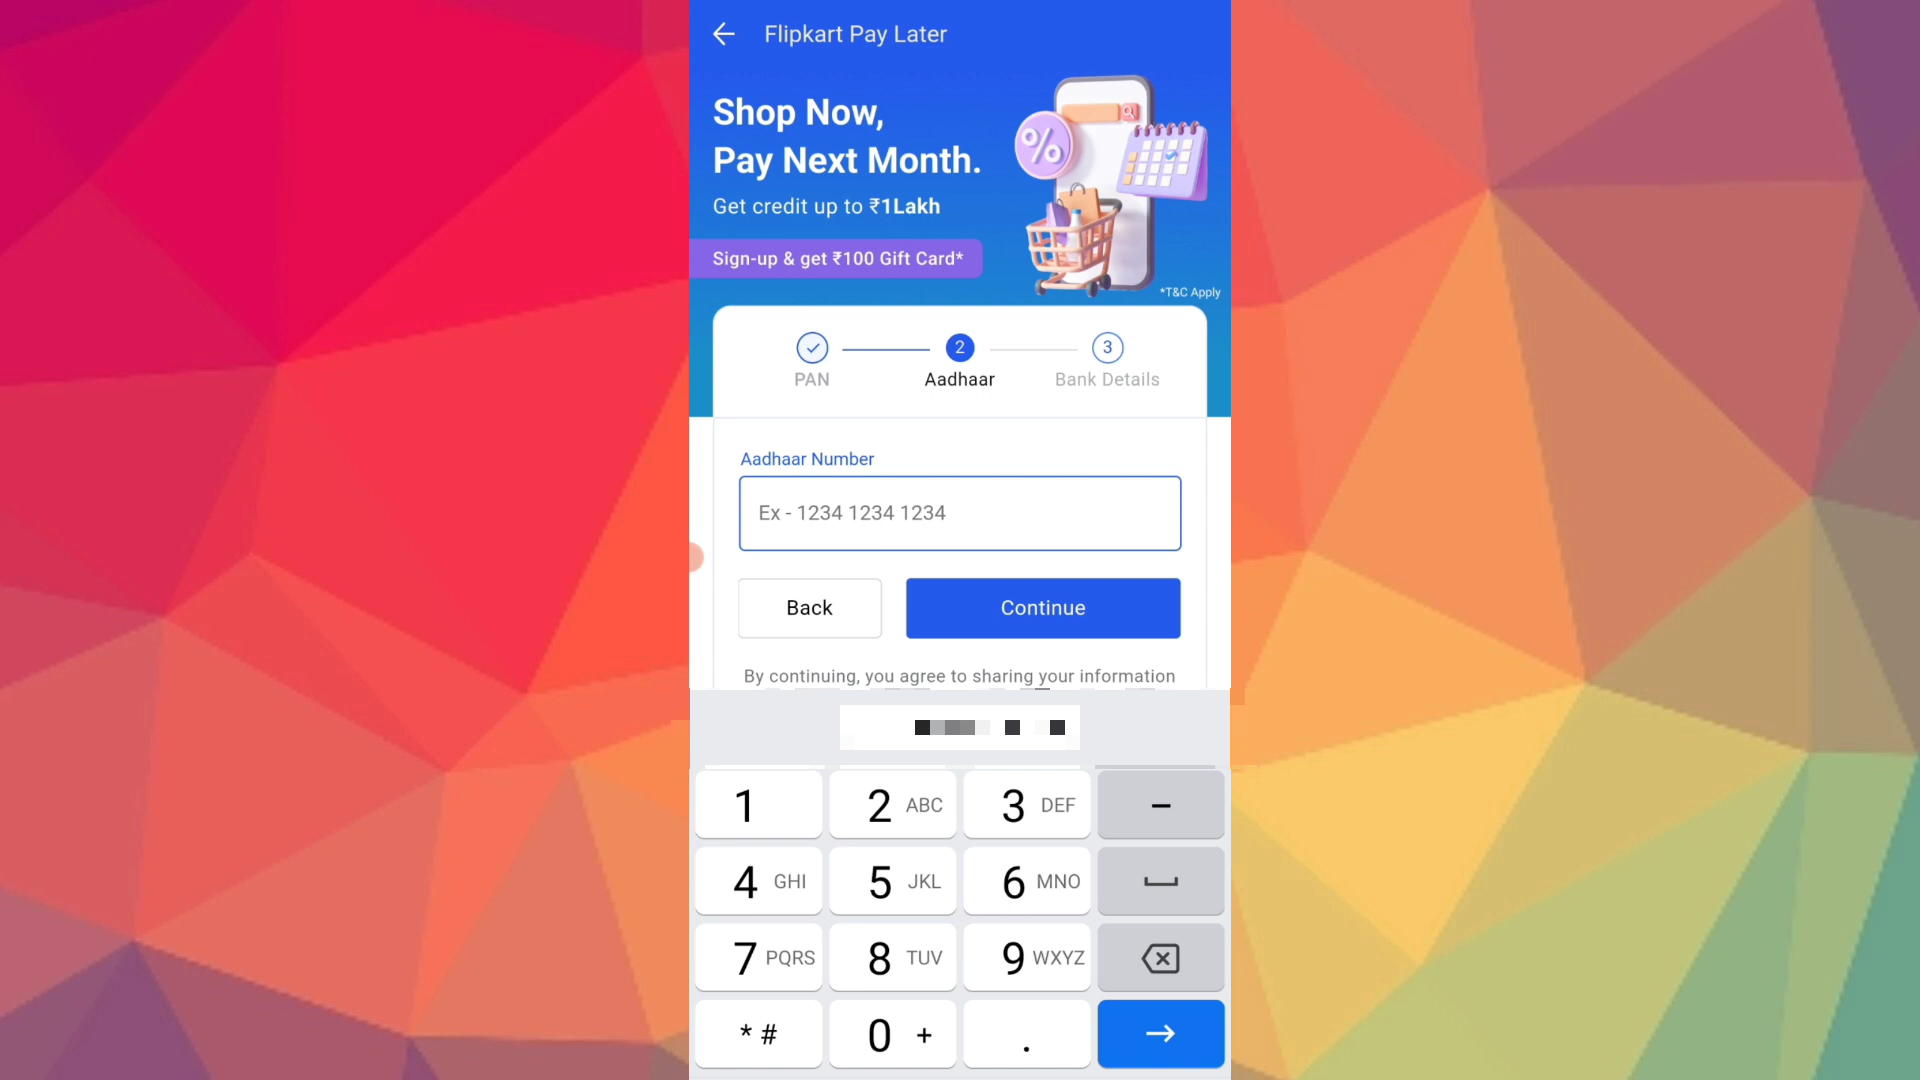 Flipkart Pay Later
Shop Now,
Pay Next Month.
Get credit up to ₹1Lakh
Sign-up & get ₹100 Gift Card*
*T&C Apply
%
2
3
PAN
Aadhaar
Bank Details
Aadhaar Number
Ex - 1234 1234 1234
Back
Continue
By continuing, you agree to sharing your information
1
2 ABC
3 DEF
-
4 GHI
5 JKL
6 MNO
7 PQRS
8 TUV
9 WXYZ
* #
0 +
.